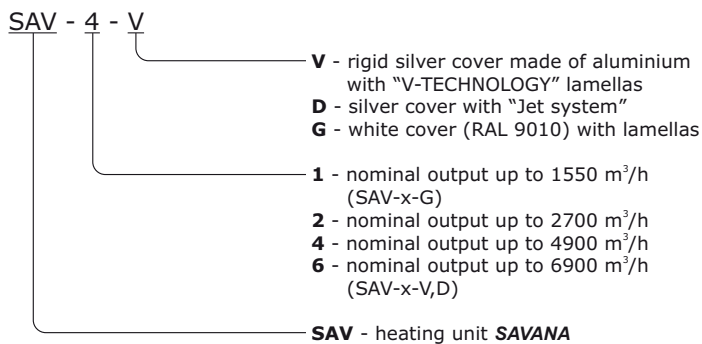 SAV - 4 - V
V - rigid silver cover made of aluminium
with “V-TECHNOLOGY” lamellas
D - silver cover with “Jet system”
G - white cover (RAL 9010) with lamellas
1 - nominal output up to 1550 m³/h
(SAV-x-G)
2 - nominal output up to 2700 m³/h
4 - nominal output up to 4900 m³/h
6 - nominal output up to 6900 m³/h
(SAV-x-V,D)
SAV - heating unit SAVANA